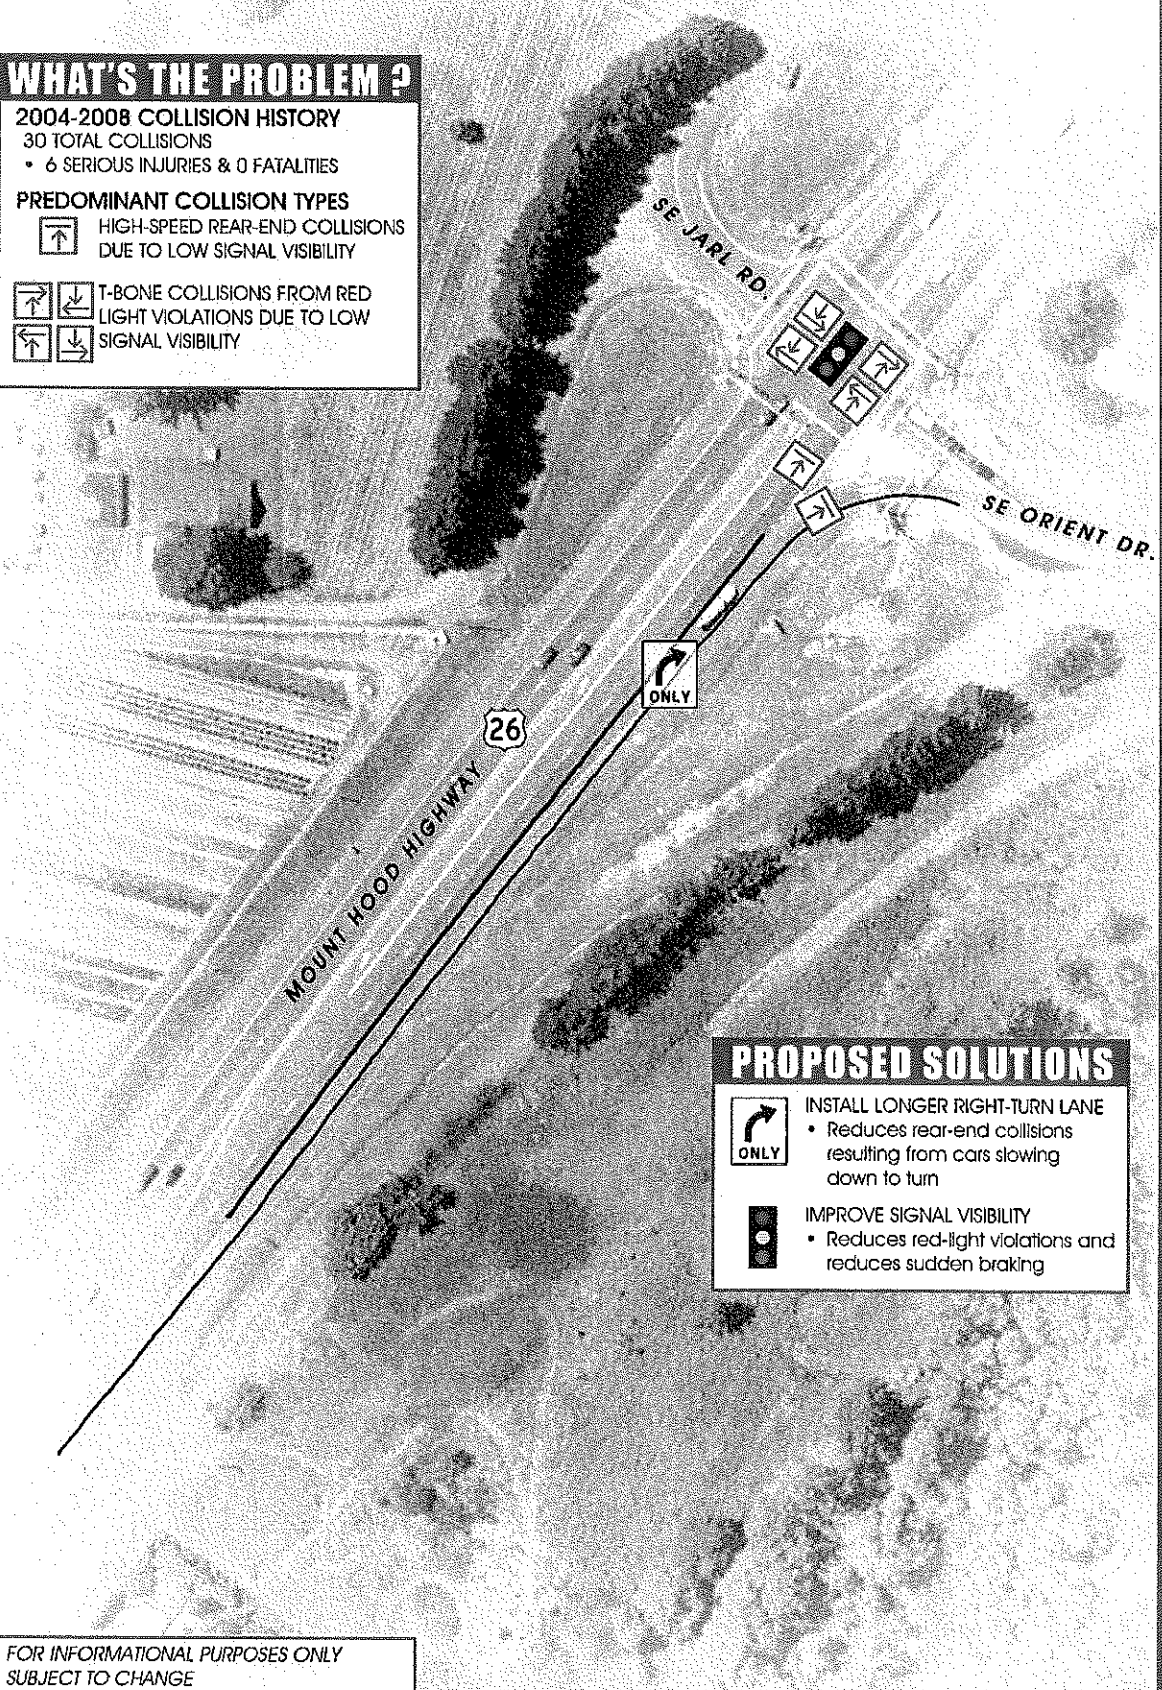 WHAT'S THE PROBLEM ?
2004-2008 COLLISION HISTORY
30 TOTAL COLLISIONS
• 6 SERIOUS INJURIES & 0 FATALITIES
PREDOMINANT COLLISION TYPES
HIGH-SPEED REAR-END COLLISIONS
DUE TO LOW SIGNAL VISIBILITY
T-BONE COLLISIONS FROM RED
LIGHT VIOLATIONS DUE TO LOW
SIGNAL VISIBILITY
SE JARL RD.
SE ORIENT DR.
ONLY
26
MOUNT HOOD HIGHWAY
PROPOSED SOLUTIONS
INSTALL LONGER RIGHT-TURN LANE
• Reduces rear-end collisions
resulting from cars slowing
down to turn
ONLY
IMPROVE SIGNAL VISIBILITY
• Reduces red-light violations and
reduces sudden braking
FOR INFORMATIONAL PURPOSES ONLY
SUBJECT TO CHANGE